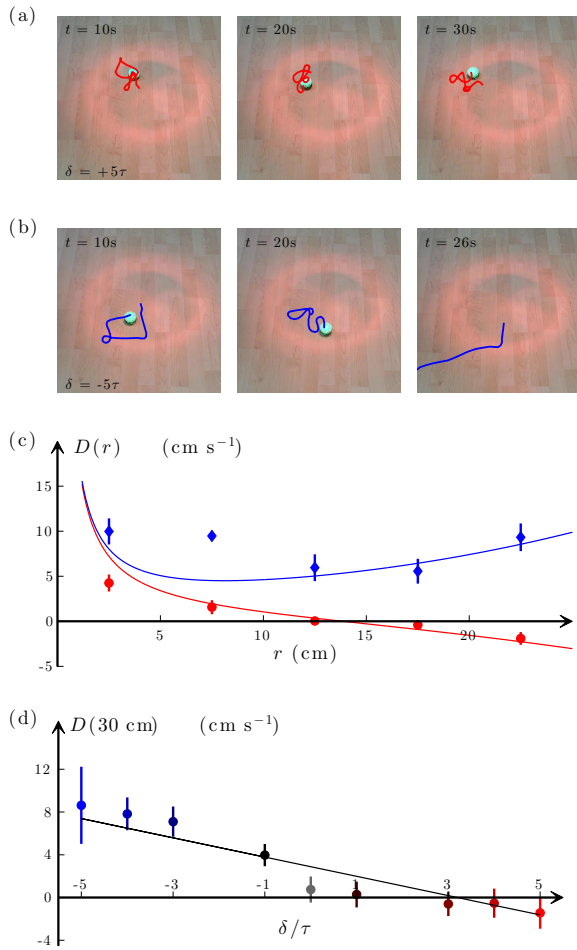 (a)
t = 10s
t = 20s
t = 30s
δ = +5τ
(b)
t = 10s
t = 20s
t = 26s
δ = -5τ
(c)
D(r) (cm s⁻¹)
15
10
5
0
-5
5 10 15 20
r (cm)
(d)
D(30 cm) (cm s⁻¹)
12
8
4
0
-4
-5 -3 -1 1 3 5
δ/τ